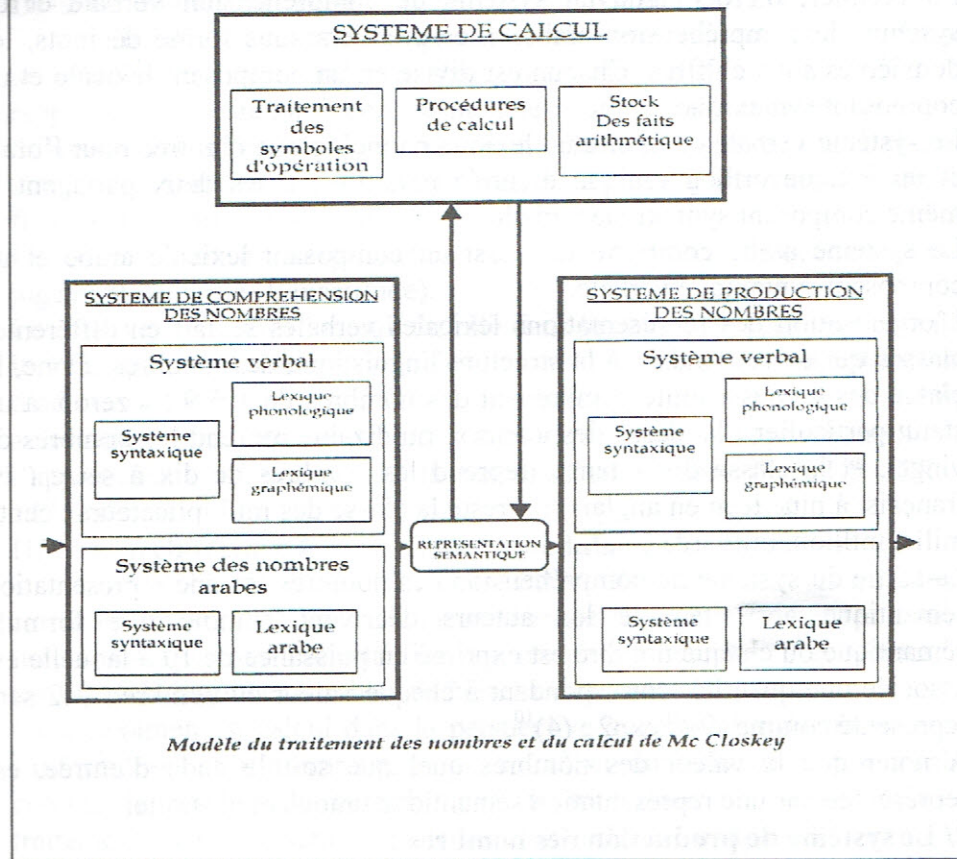 SYSTEME DE CALCUL
Traitement
des
symboles
d'opération
Procédures
de calcul
Stock
Des faits
arithmétique
SYSTEME DE COMPREHENSION
DES NOMBRES
Système verbal
Système
syntaxique
Lexique
phonologique
Lexique
graphémique
Système des nombres
arabes
Système
syntaxique
Lexique
arabe
REPRESENTATION
SEMANTIQUE
SYSTEME DE PRODUCTION
DES NOMBRES
Système verbal
Système
syntaxique
Lexique
phonologique
Lexique
graphémique
Système
syntaxique
Lexique
arabe
Modèle du traitement des nombres et du calcul de Mc Closkey